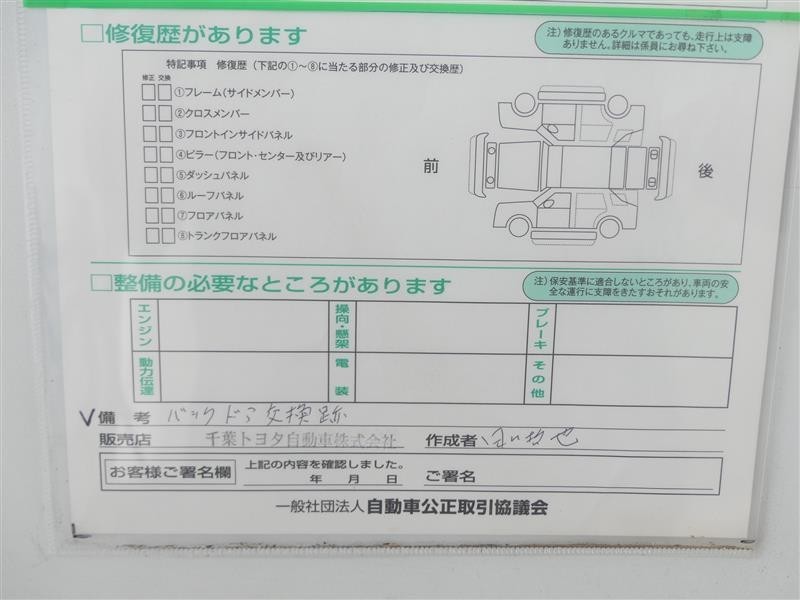 □修復歴があります
注）修復歴のあるクルマであっても、走行上は支障
ありません。詳細は係員にお尋ね下さい。
特記事項 修復歴（下記の①～⑧に当たる部分の修正及び交換歴）
修正 交換
□□①フレーム（サイドメンバー）
□□②クロスメンバー
□□③フロントインサイドパネル
□□④ピラー（フロント・センター及びリアー）
□□⑤ダッシュパネル
□□⑥ルーフパネル
□□⑦フロアパネル
□□⑧トランクフロアパネル
前
後
□整備の必要なところがあります
注）保安基準に適合しないところがあり、車両の安
全な運行に支障をきたすおそれがあります。
エンジン
操向・懸架
ブレーキ
動力伝達
電装
その他
✓備考 バックドア交換跡
販売店 千葉トヨタ自動車株式会社 作成者
お客様ご署名欄
上記の内容を確認しました。
年 月 日
ご署名
一般社団法人 自動車公正取引協議会